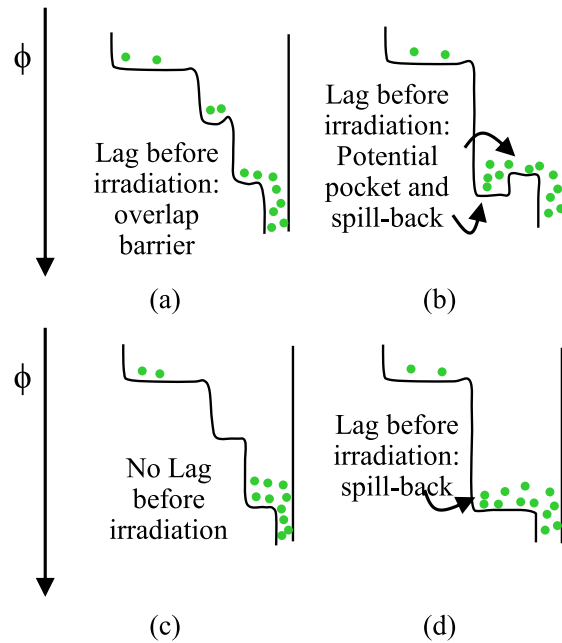 ϕ
Lag before
irradiation:
overlap
barrier
(a)
Lag before
irradiation:
Potential
pocket and
spill-back
(b)
ϕ
No Lag
before
irradiation
(c)
Lag before
irradiation:
spill-back
(d)